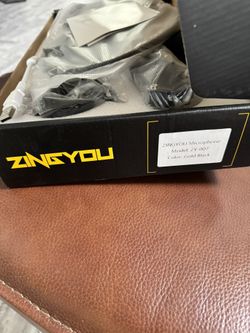 ZINGYOU
ZINGYOU Microphone
Model: ZY-007
Color: Gold Black